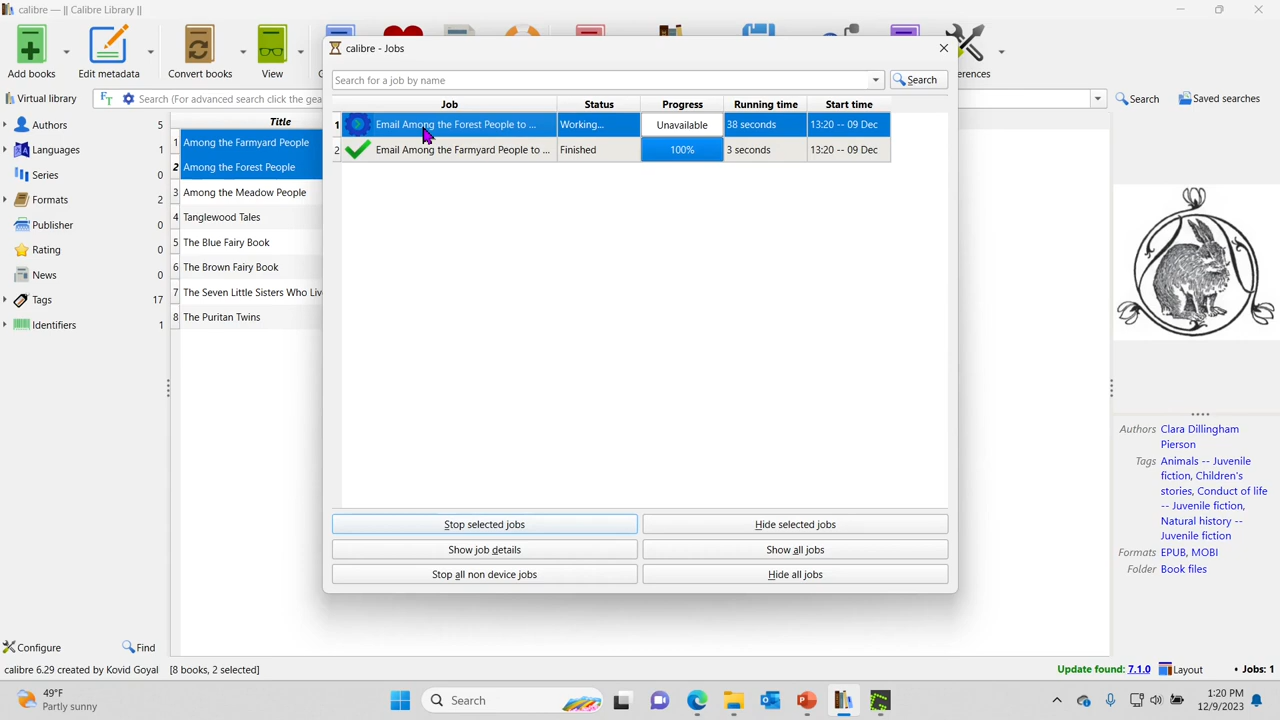 calibre — || Calibre Library ||
Add books
Edit metadata
Convert books
View
calibre - Jobs
Search for a job by name
Search
Virtual library
Search (For advanced search click the gea
Search
Saved searches
Job Status Progress Running time Start time
1 Email Among the Forest People to ... Working... Unavailable 38 seconds 13:20 -- 09 Dec
2 Email Among the Farmyard People to ... Finished 100% 3 seconds 13:20 -- 09 Dec
Authors 5
Languages 1
Series 0
Formats 2
Publisher 0
Rating 0
News 0
Tags 17
Identifiers 1
Title
1 Among the Farmyard People
2 Among the Forest People
3 Among the Meadow People
4 Tanglewood Tales
5 The Blue Fairy Book
6 The Brown Fairy Book
7 The Seven Little Sisters Who Liv
8 The Puritan Twins
Stop selected jobs
Hide selected jobs
Show job details
Show all jobs
Stop all non device jobs
Hide all jobs
Authors Clara Dillingham
Pierson
Tags Animals -- Juvenile
fiction, Children's
stories, Conduct of life
-- Juvenile fiction,
Natural history --
Juvenile fiction
Formats EPUB, MOBI
Folder Book files
Configure
Find
calibre 6.29 created by Kovid Goyal [8 books, 2 selected]
Update found: 7.1.0
Layout
Jobs: 1
49°F
Partly sunny
Search
1:20 PM
12/9/2023